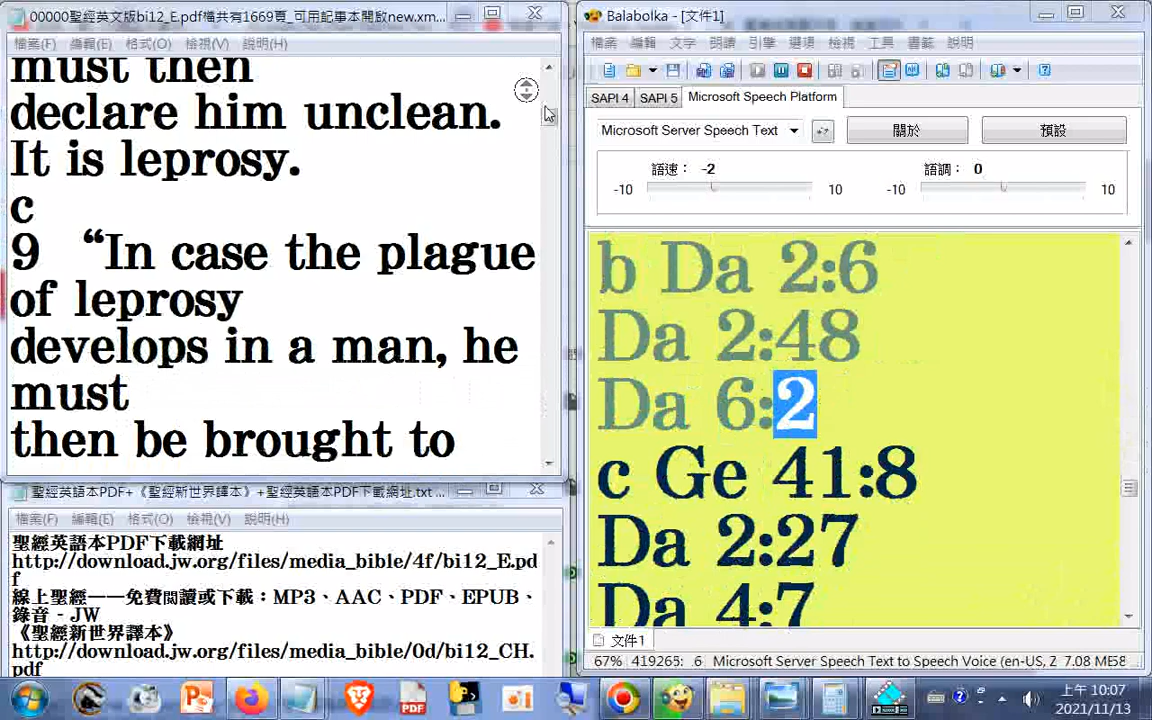 00000聖經英文版bi12_E.pdf檔共有1669頁_可用記事本開啟new.xm...
檔案(F) 編輯(E) 格式(O) 檢視(V) 說明(H)
must then
declare him unclean.
It is leprosy.
c
9 “In case the plague
of leprosy
develops in a man, he
must
then be brought to
聖經英語本PDF+《聖經新世界譯本》+聖經英語本PDF下載網址.txt ...
檔案(F) 編輯(E) 格式(O) 檢視(V) 說明(H)
聖經英語本PDF下載網址
http://download.jw.org/files/media_bible/4f/bi12_E.pd
f
線上聖經——免費閱讀或下載：MP3、AAC、PDF、EPUB、
錄音 - JW
《聖經新世界譯本》
http://download.jw.org/files/media_bible/0d/bi12_CH.
pdf
Balabolka - [文件1]
檔案 編輯 文字 朗讀 引擎 選項 檢視 工具 書籤 說明
SAPI 4 SAPI 5 Microsoft Speech Platform
Microsoft Server Speech Text 關於 預設
語速： -2 語調： 0
-10 10 -10 10
b Da 2:6
Da 2:48
Da 6:2
c Ge 41:8
Da 2:27
Da 4:7
文件1
67% 419265: .6 Microsoft Server Speech Text to Speech Voice (en-US, 2 7.08 ME58
PDF
上午 10:07
2021/11/13